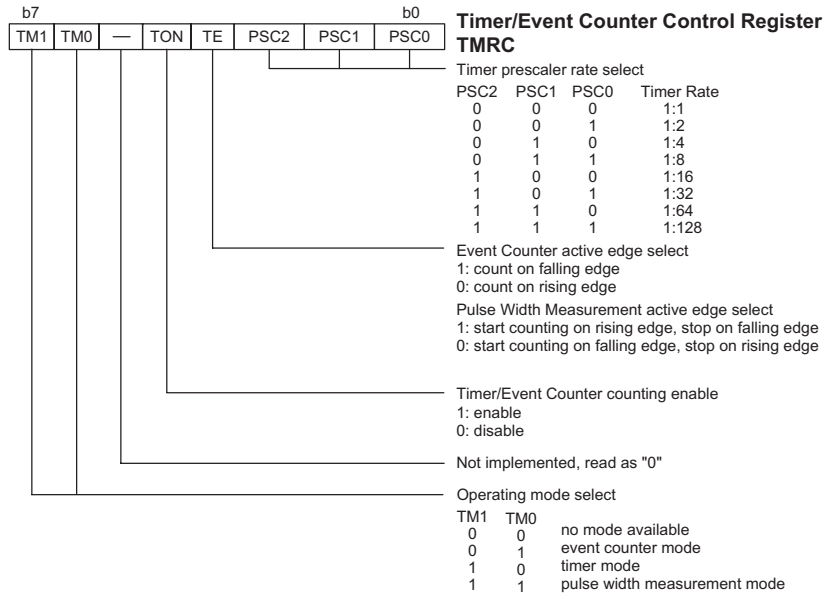 b7 b0
TM1 TM0 — TON TE PSC2 PSC1 PSC0
Timer/Event Counter Control Register
TMRC
Timer prescaler rate select
PSC2 PSC1 PSC0 Timer Rate
0 0 0 1:1
0 0 1 1:2
0 1 0 1:4
0 1 1 1:8
1 0 0 1:16
1 0 1 1:32
1 1 0 1:64
1 1 1 1:128
Event Counter active edge select
1: count on falling edge
0: count on rising edge
Pulse Width Measurement active edge select
1: start counting on rising edge, stop on falling edge
0: start counting on falling edge, stop on rising edge
Timer/Event Counter counting enable
1: enable
0: disable
Not implemented, read as "0"
Operating mode select
TM1 TM0
0 0 no mode available
0 1 event counter mode
1 0 timer mode
1 1 pulse width measurement mode